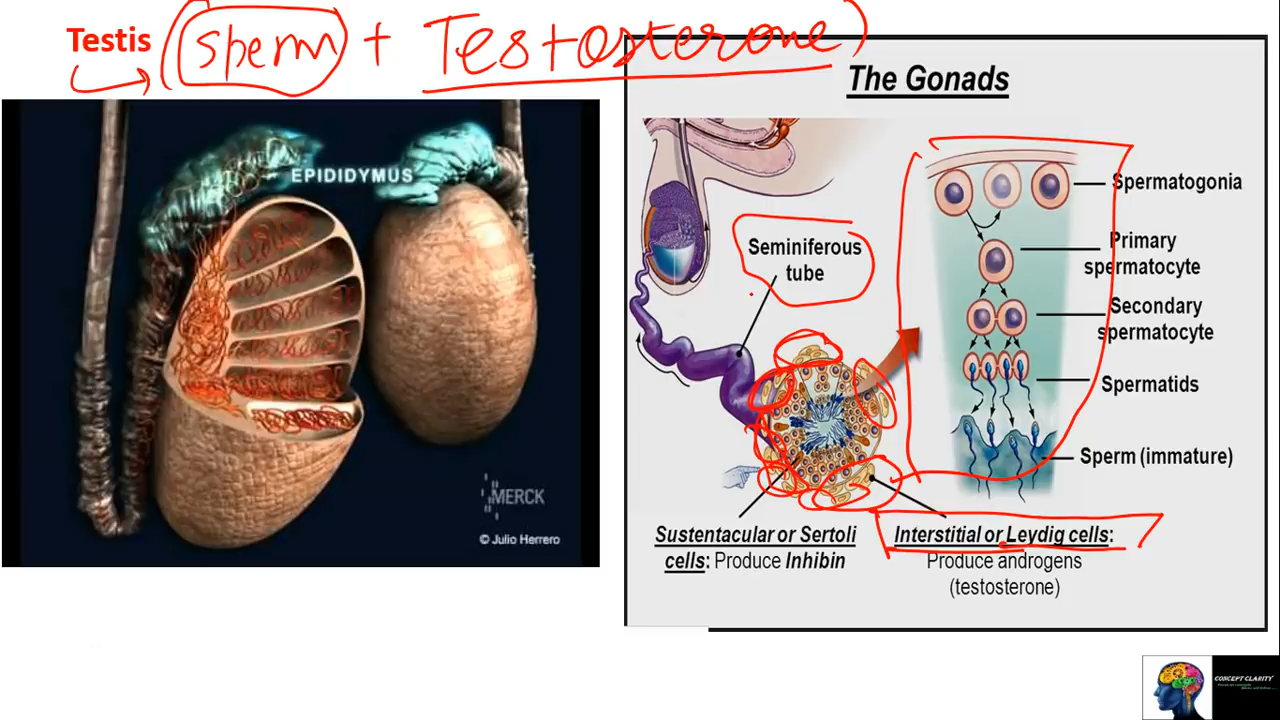 Testis (sperm + Testosterone)
The Gonads
EPIDIDYMUS
Spermatogonia
Seminiferous
tube
Primary
spermatocyte
Secondary
spermatocyte
Spermatids
Sperm (immature)
MERCK
© Julio Herrero
Sustentacular or Sertoli
cells: Produce Inhibin
Interstitial or Leydig cells:
Produce androgens
(testosterone)
CONCEPT CLARITY